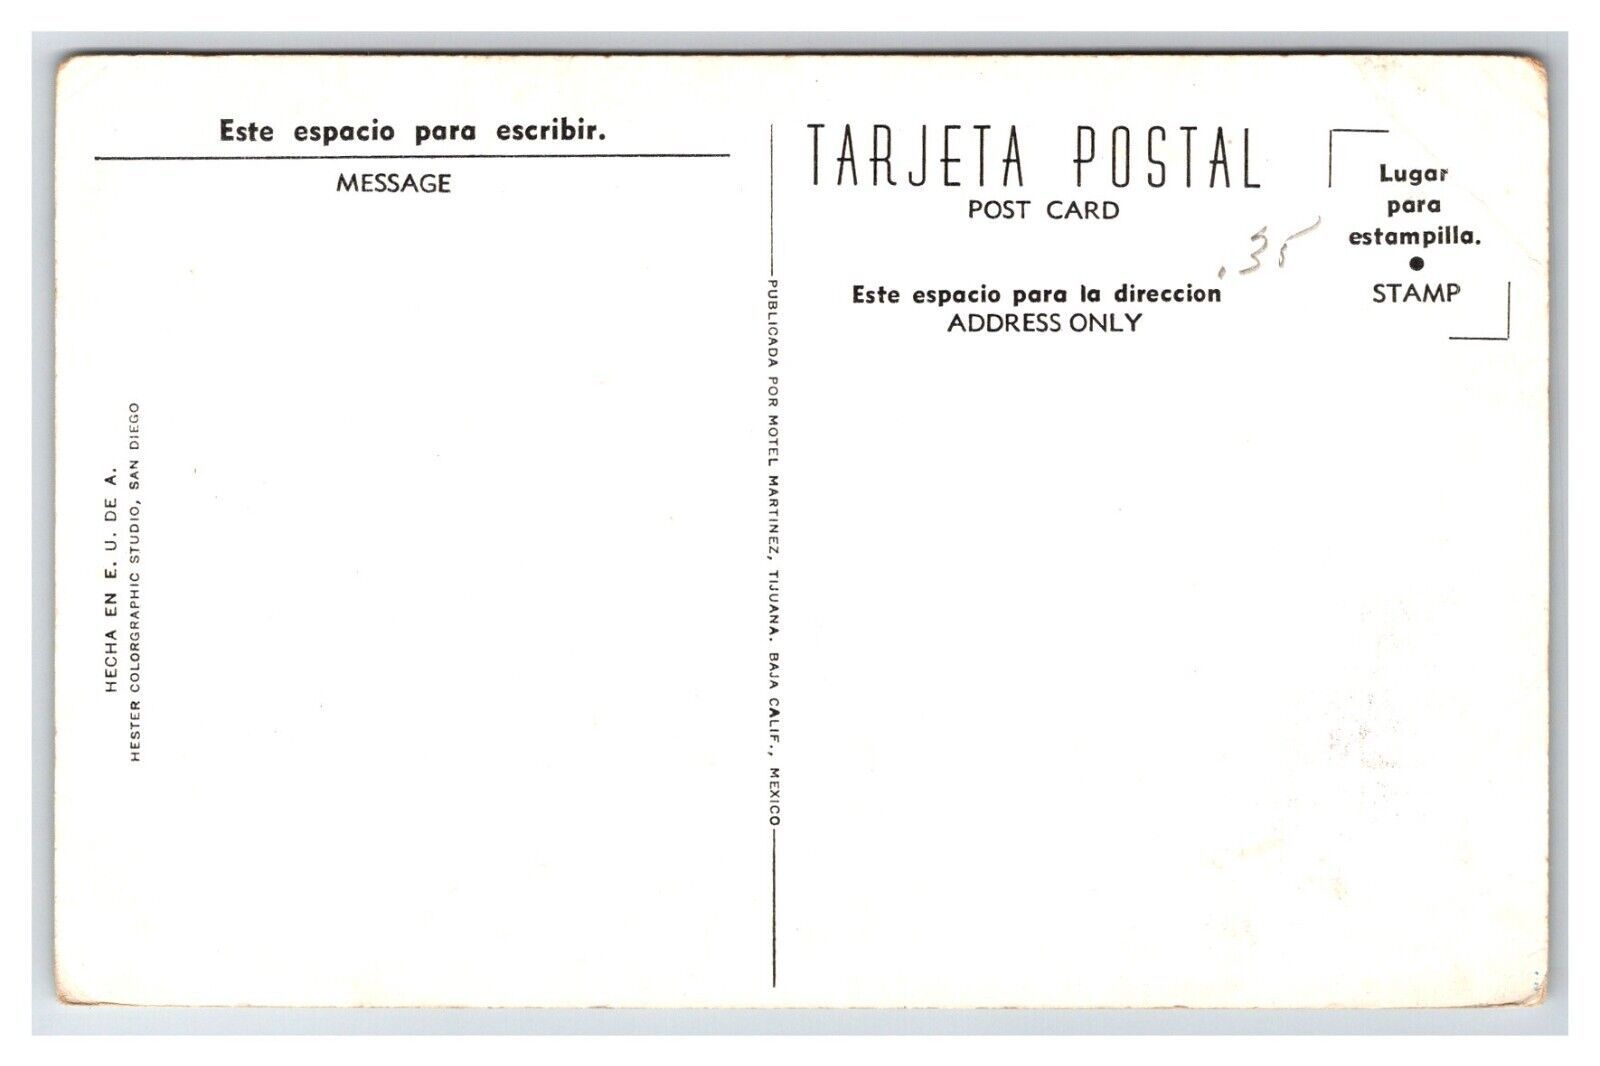 Este espacio para escribir.
MESSAGE
HECHA EN E. U. DE A.
HESTER COLORGRAPHIC STUDIO, SAN DIEGO
PUBLICADA POR MOTEL MARTINEZ, TIJUANA. BAJA CALIF., MEXICO
TARJETA POSTAL
POST CARD
.35
Este espacio para la direccion
ADDRESS ONLY
Lugar
para
estampilla.
●
STAMP